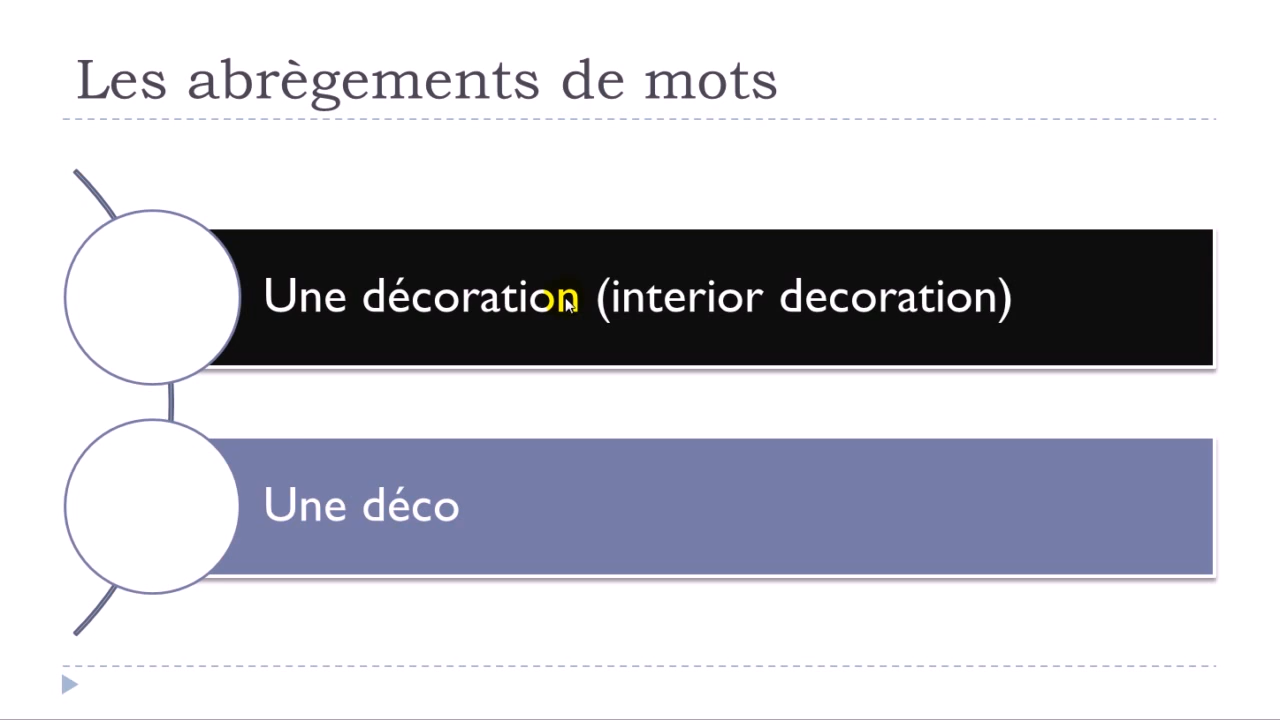 Les abrègements de mots
Une décoration (interior decoration)
Une déco